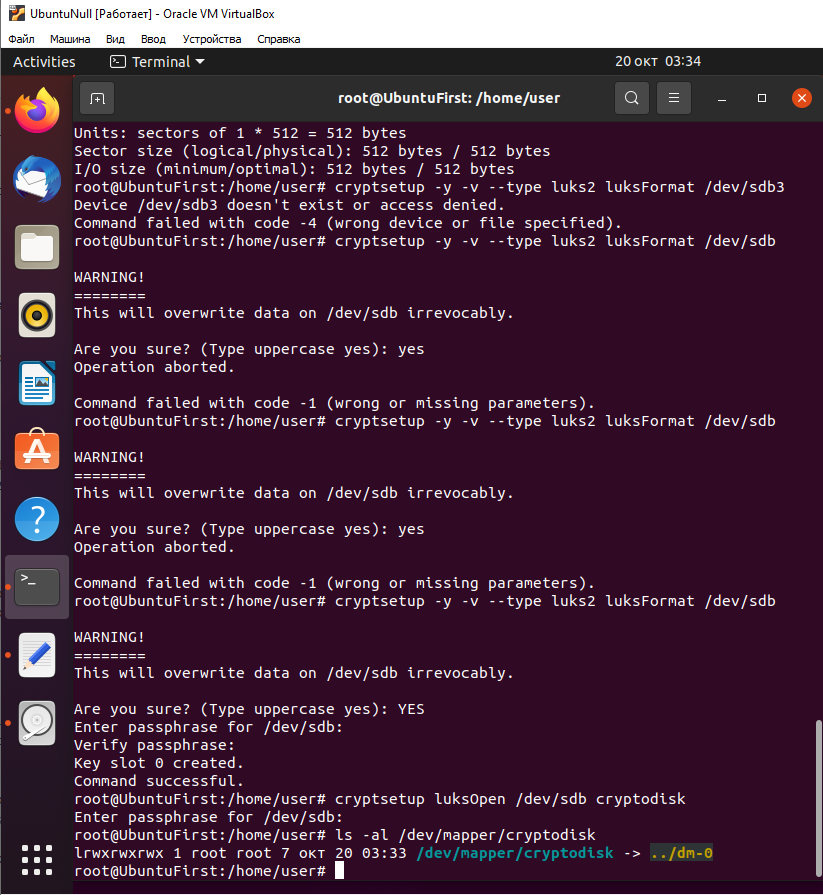 UbuntuNull [Работает] - Oracle VM VirtualBox
Файл Машина Вид Ввод Устройства Справка
Activities Terminal 20 окт 03:34
root@UbuntuFirst: /home/user
Units: sectors of 1 * 512 = 512 bytes
Sector size (logical/physical): 512 bytes / 512 bytes
I/O size (minimum/optimal): 512 bytes / 512 bytes
root@UbuntuFirst:/home/user# cryptsetup -y -v --type luks2 luksFormat /dev/sdb3
Device /dev/sdb3 doesn't exist or access denied.
Command failed with code -4 (wrong device or file specified).
root@UbuntuFirst:/home/user# cryptsetup -y -v --type luks2 luksFormat /dev/sdb
WARNING!
========
This will overwrite data on /dev/sdb irrevocably.
Are you sure? (Type uppercase yes): yes
Operation aborted.
Command failed with code -1 (wrong or missing parameters).
root@UbuntuFirst:/home/user# cryptsetup -y -v --type luks2 luksFormat /dev/sdb
WARNING!
========
This will overwrite data on /dev/sdb irrevocably.
Are you sure? (Type uppercase yes): yes
Operation aborted.
Command failed with code -1 (wrong or missing parameters).
root@UbuntuFirst:/home/user# cryptsetup -y -v --type luks2 luksFormat /dev/sdb
WARNING!
========
This will overwrite data on /dev/sdb irrevocably.
Are you sure? (Type uppercase yes): YES
Enter passphrase for /dev/sdb:
Verify passphrase:
Key slot 0 created.
Command successful.
root@UbuntuFirst:/home/user# cryptsetup luksOpen /dev/sdb cryptodisk
Enter passphrase for /dev/sdb:
root@UbuntuFirst:/home/user# ls -al /dev/mapper/cryptodisk
lrwxrwxrwx 1 root root 7 окт 20 03:33 /dev/mapper/cryptodisk -> ../dm-0
root@UbuntuFirst:/home/user#